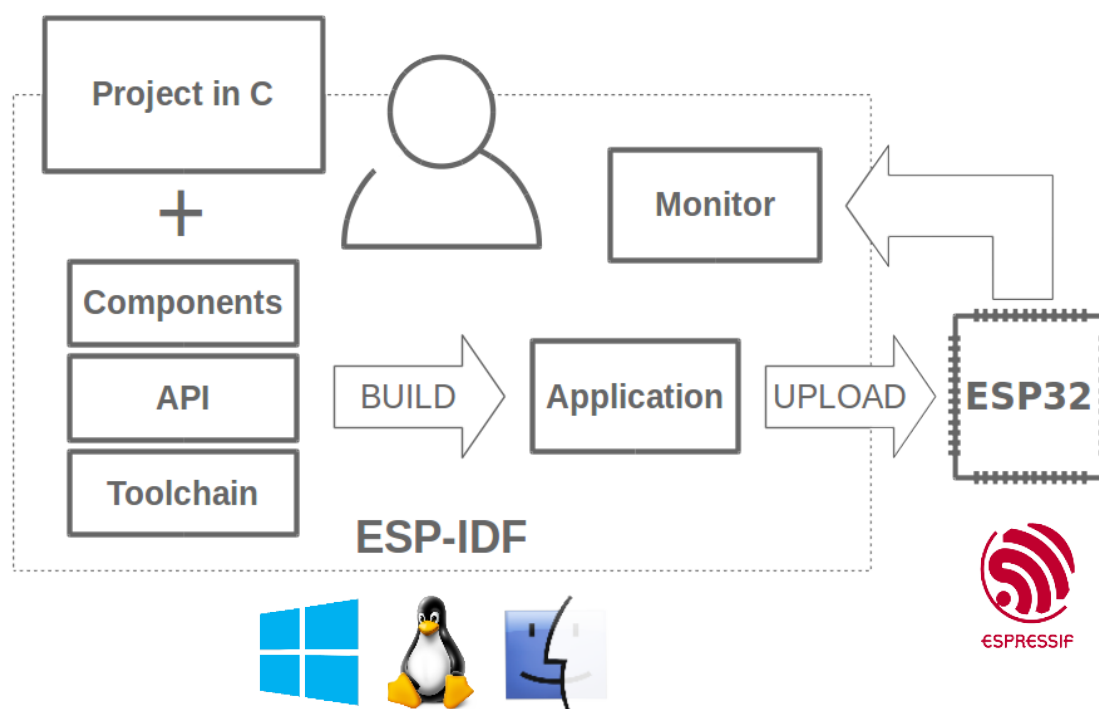 Project in C
+
Components
API
Toolchain
BUILD
Application
UPLOAD
Monitor
ESP32
ESP-IDF
ESPRESSIF